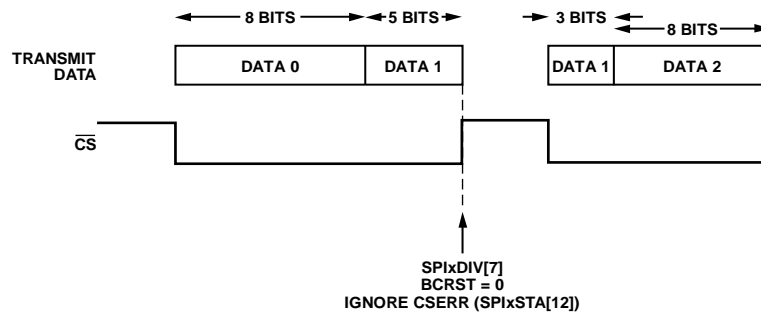 8 BITS 5 BITS 3 BITS
8 BITS
TRANSMIT
DATA
DATA 0 DATA 1 DATA 1 DATA 2
CS
SPIxDIV[7]
BCRST = 0
IGNORE CSERR (SPIxSTA[12])